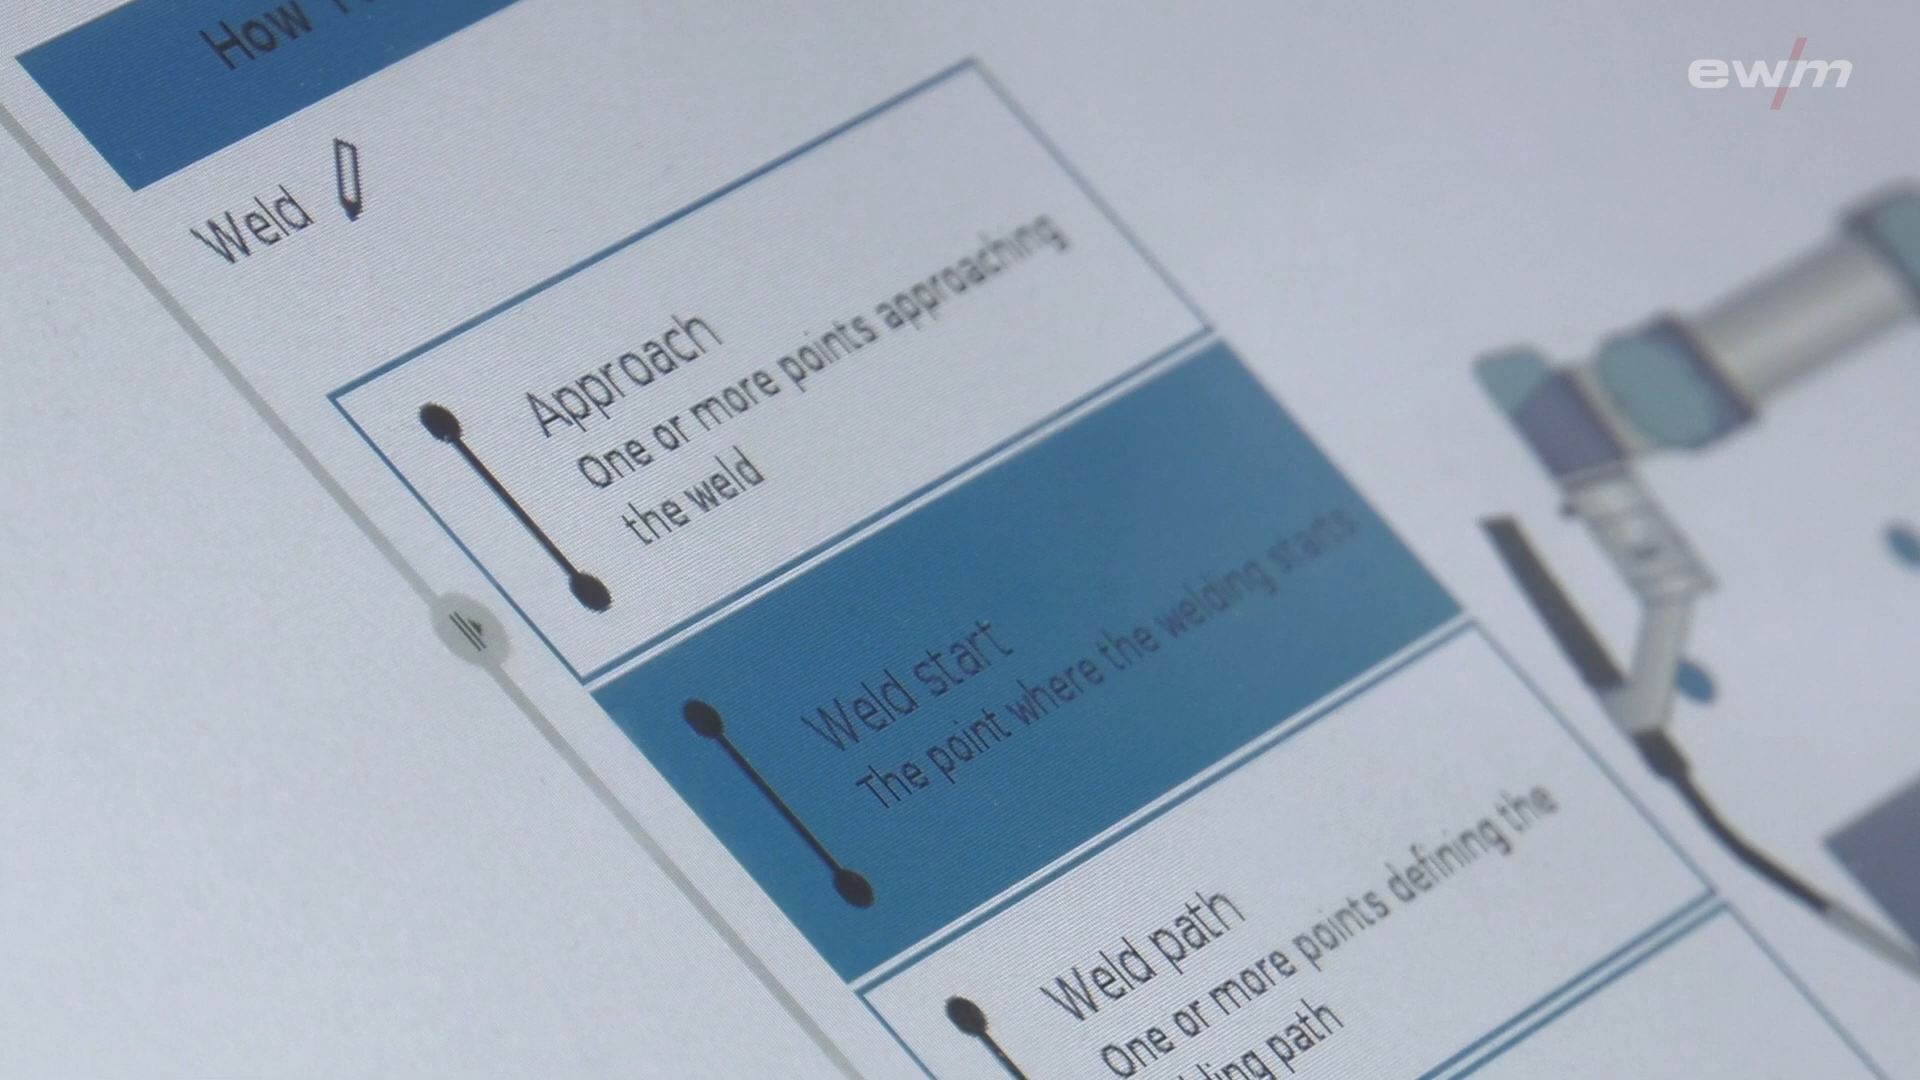 ewm
How
Weld
Approach
One or more points approaching
the weld
Weld start
The point where the welding starts
Weld path
One or more points defining the
path